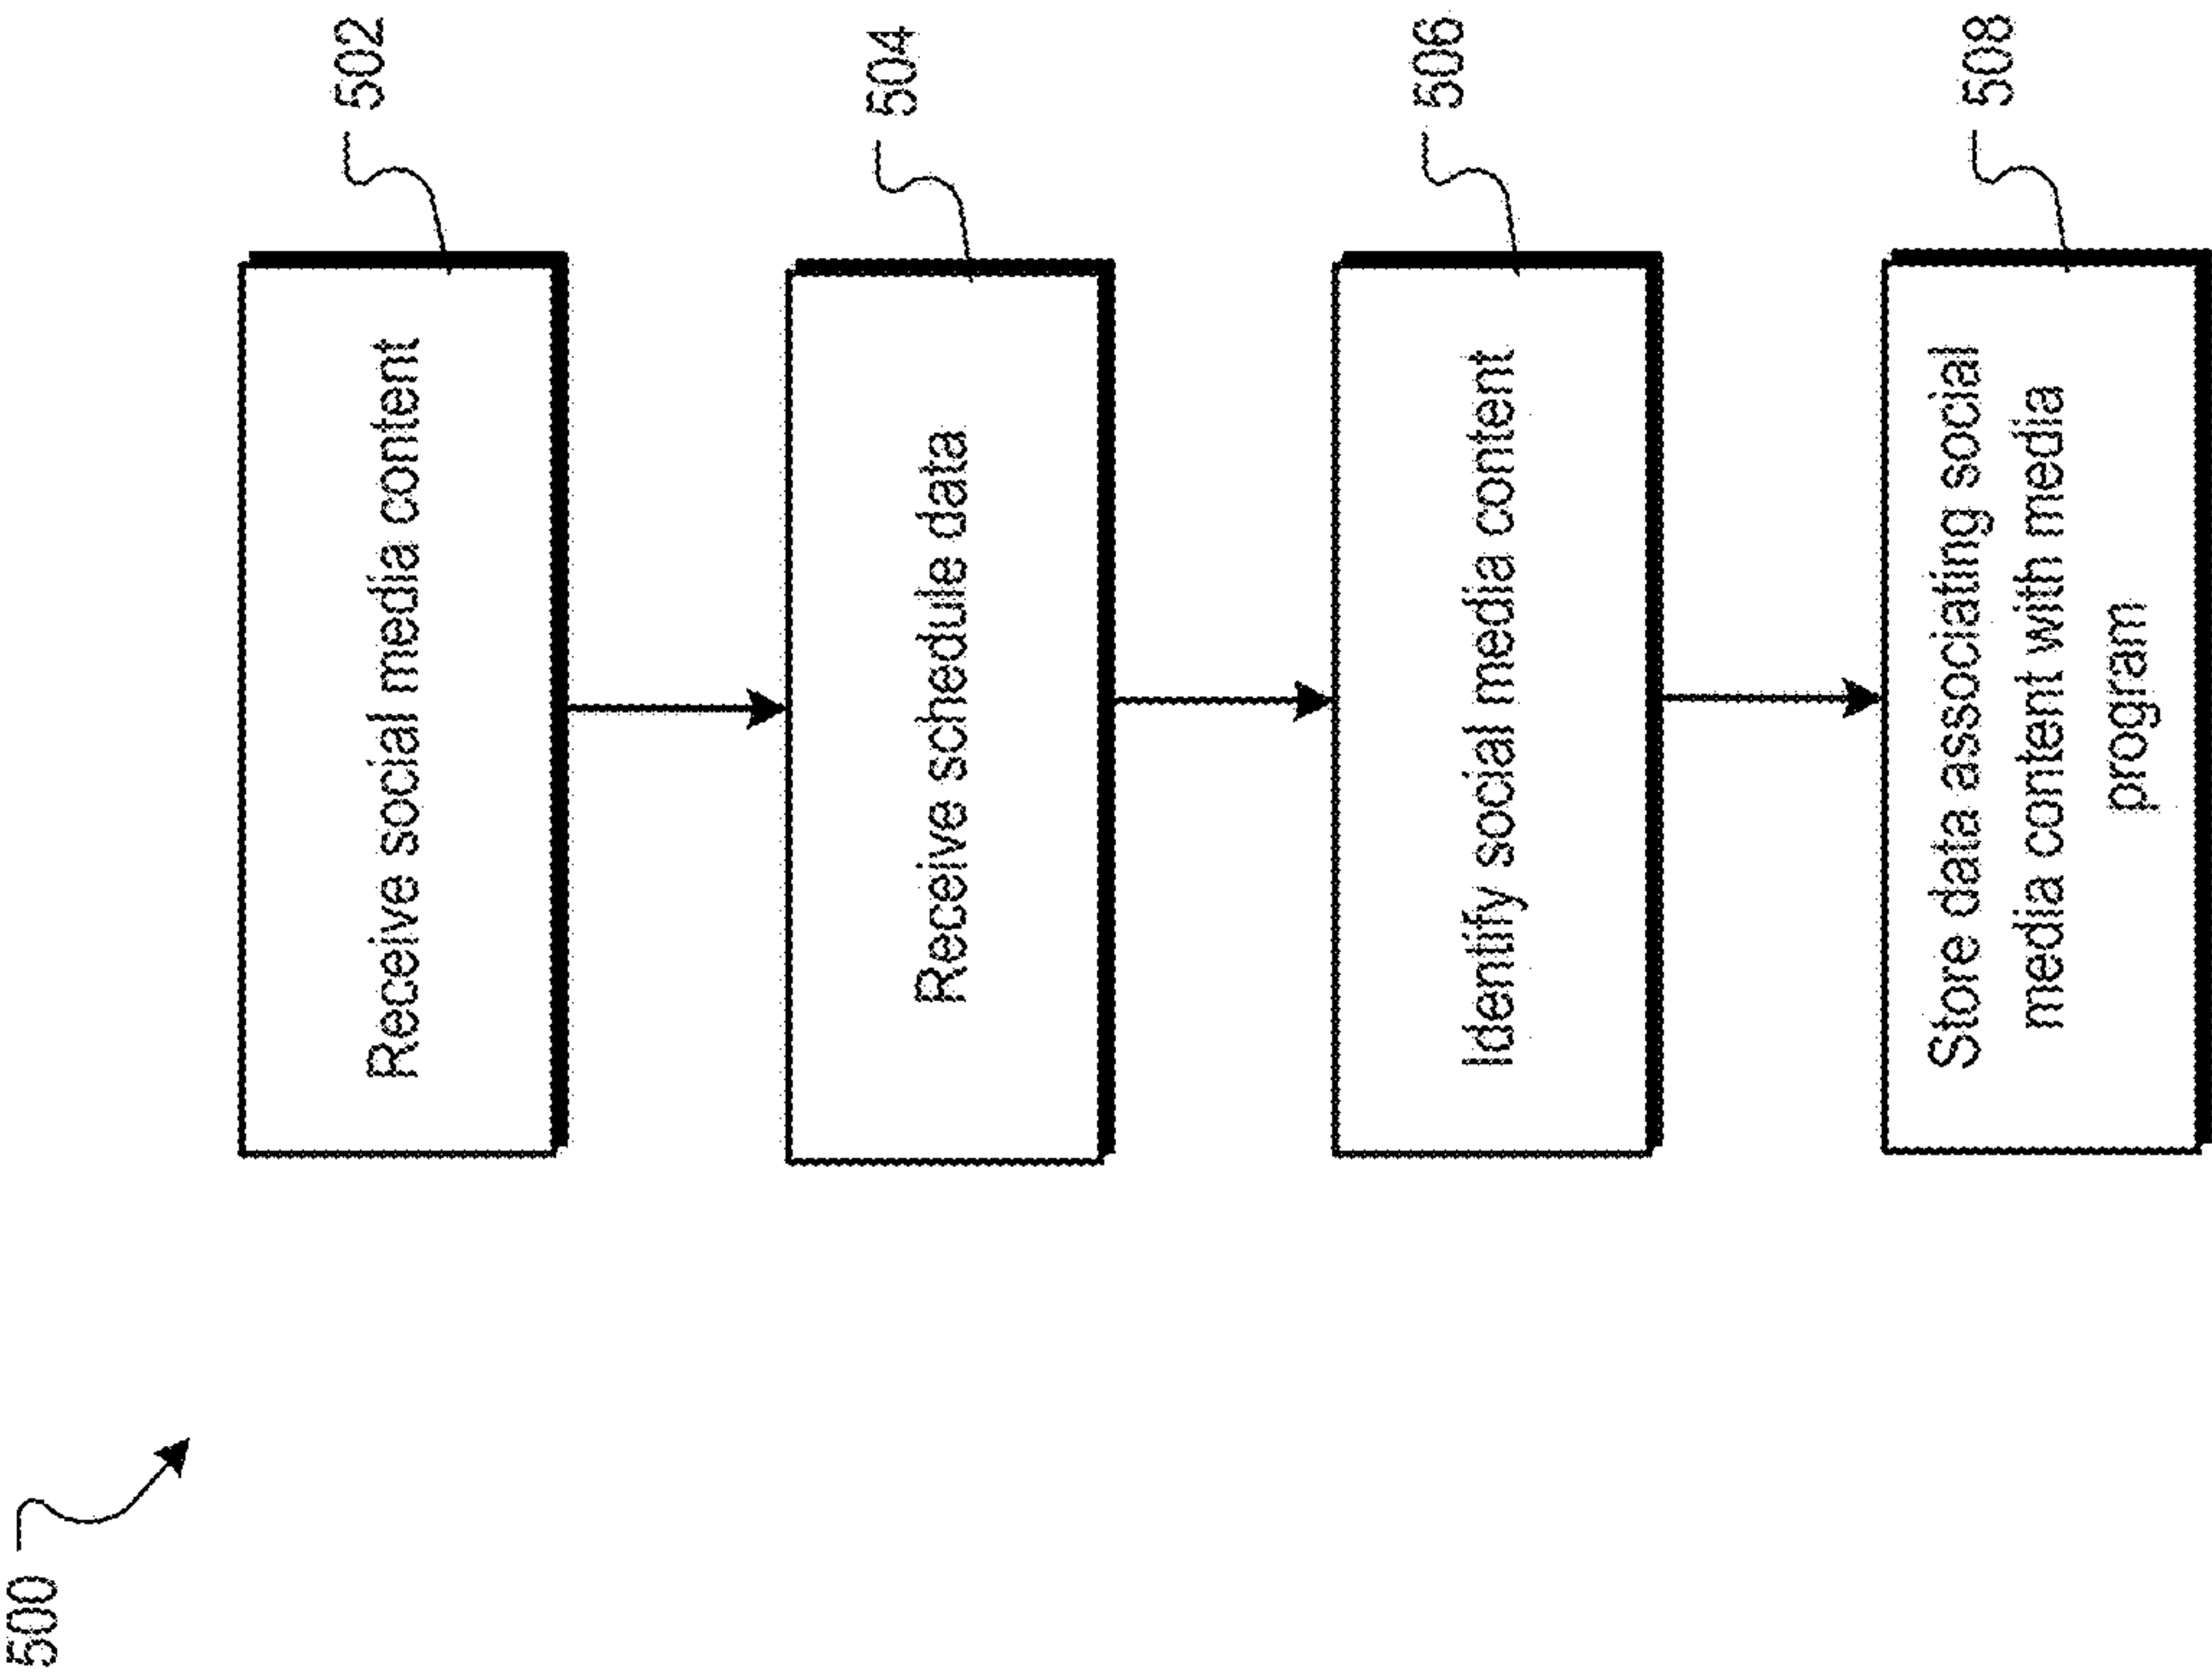 500
Receive social media content
502
Receive schedule data
504
Identify social media content
506
Store data associating social
media content with media
program
508